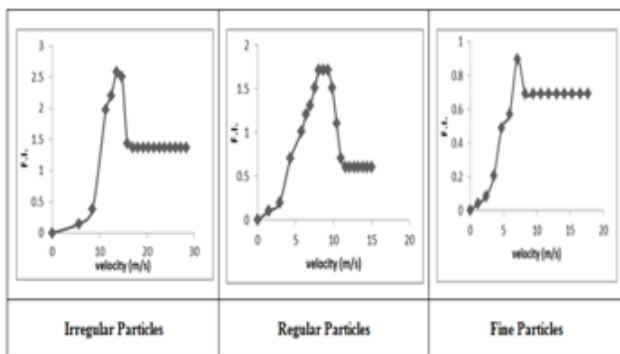 3
2.5
2
1.5
1
0.5
0
F.I.
0 10 20 30
velocity (m/s)
Irregular Particles
2
1.5
1
0.5
0
F.I.
0 5 10 15 20
velocity (m/s)
Regular Particles
1
0.8
0.6
0.4
0.2
0
F.I.
0 5 10 15 20
velocity (m/s)
Fine Particles